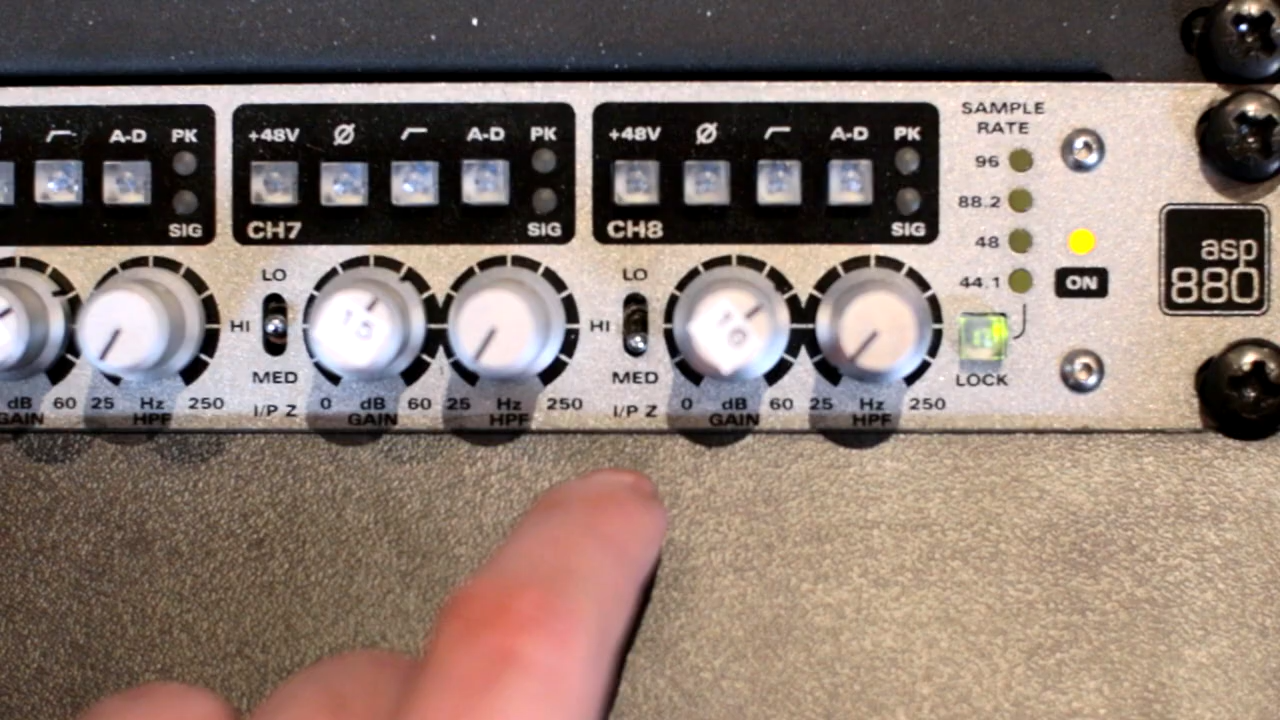 A-D PK
SIG
+48V Ø A-D PK
CH7 SIG
+48V Ø A-D PK
CH8 SIG
SAMPLE
RATE
96
88.2
48
44.1
ON
LOCK
asp
880
dB 60
GAIN
25 Hz 250
HPF
LO
HI
MED
I/P Z
15
0 dB 60
GAIN
25 Hz 250
HPF
LO
HI
MED
I/P Z
0 dB 60
GAIN
25 Hz 250
HPF